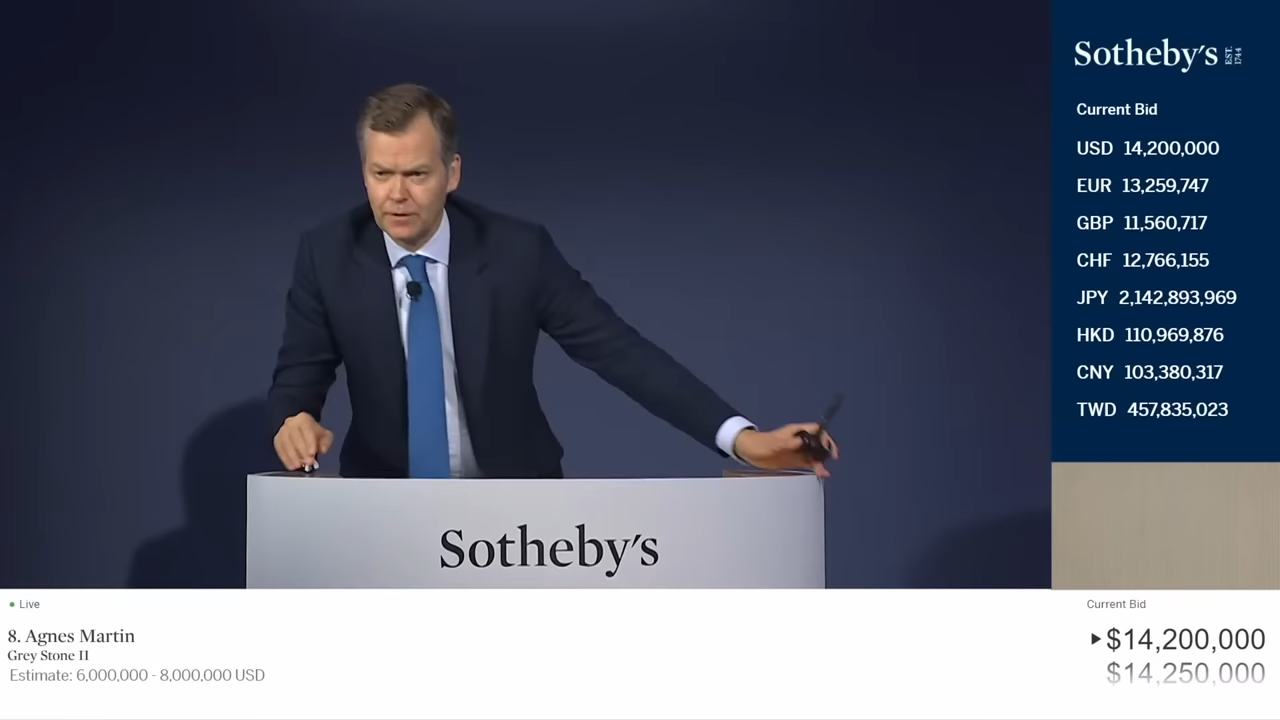 Sotheby's EST. 1744
Current Bid
USD 14,200,000
EUR 13,259,747
GBP 11,560,717
CHF 12,766,155
JPY 2,142,893,969
HKD 110,969,876
CNY 103,380,317
TWD 457,835,023
Sotheby's
Live
8. Agnes Martin
Grey Stone II
Estimate: 6,000,000 - 8,000,000 USD
Current Bid
$14,200,000
$14,250,000